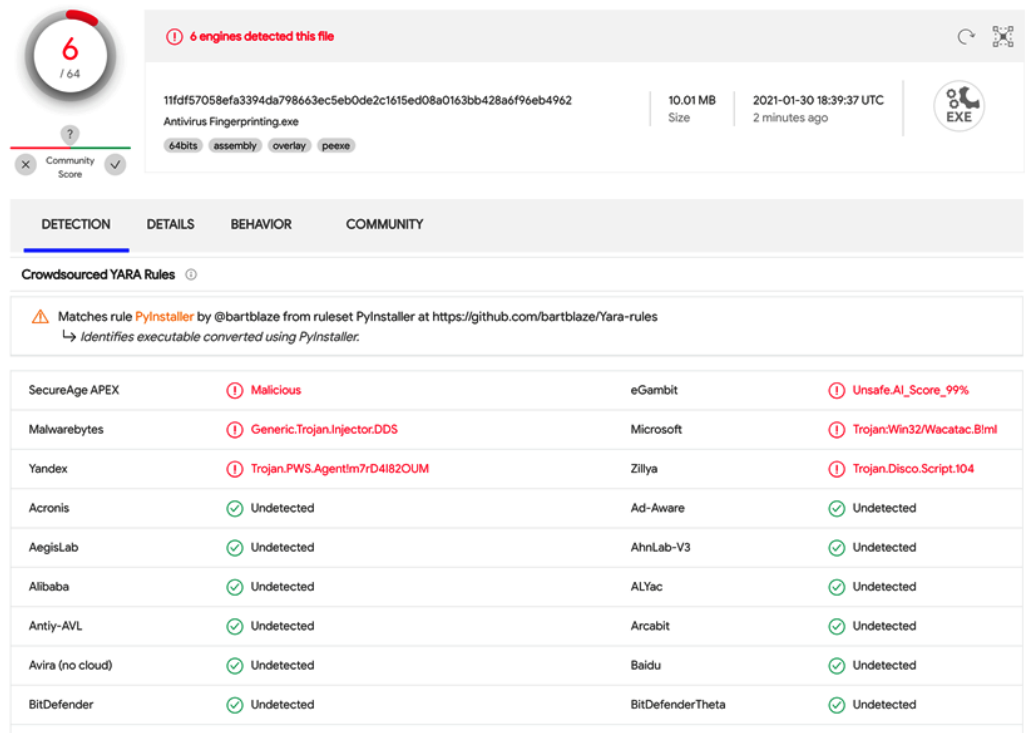 6
/ 64
?
Community
Score
6 engines detected this file
11fdf57058efa3394da798663ec5eb0de2c1615ed08a0163bb428a6f96eb4962
Antivirus Fingerprinting.exe
64bits assembly overlay peexe
10.01 MB
Size
2021-01-30 18:39:37 UTC
2 minutes ago
EXE
DETECTION DETAILS BEHAVIOR COMMUNITY
Crowdsourced YARA Rules
Matches rule PyInstaller by @bartblaze from ruleset PyInstaller at https://github.com/bartblaze/Yara-rules
Identifies executable converted using PyInstaller.
SecureAge APEX Malicious eGambit Unsafe.AI_Score_99%
Malwarebytes Generic.Trojan.Injector.DDS Microsoft Trojan:Win32/Wacatac.B!ml
Yandex Trojan.PWS.Agent!m7rD4I82OUM Zillya Trojan.Disco.Script.104
Acronis Undetected Ad-Aware Undetected
AegisLab Undetected AhnLab-V3 Undetected
Alibaba Undetected ALYac Undetected
Antiy-AVL Undetected Arcabit Undetected
Avira (no cloud) Undetected Baidu Undetected
BitDefender Undetected BitDefenderTheta Undetected